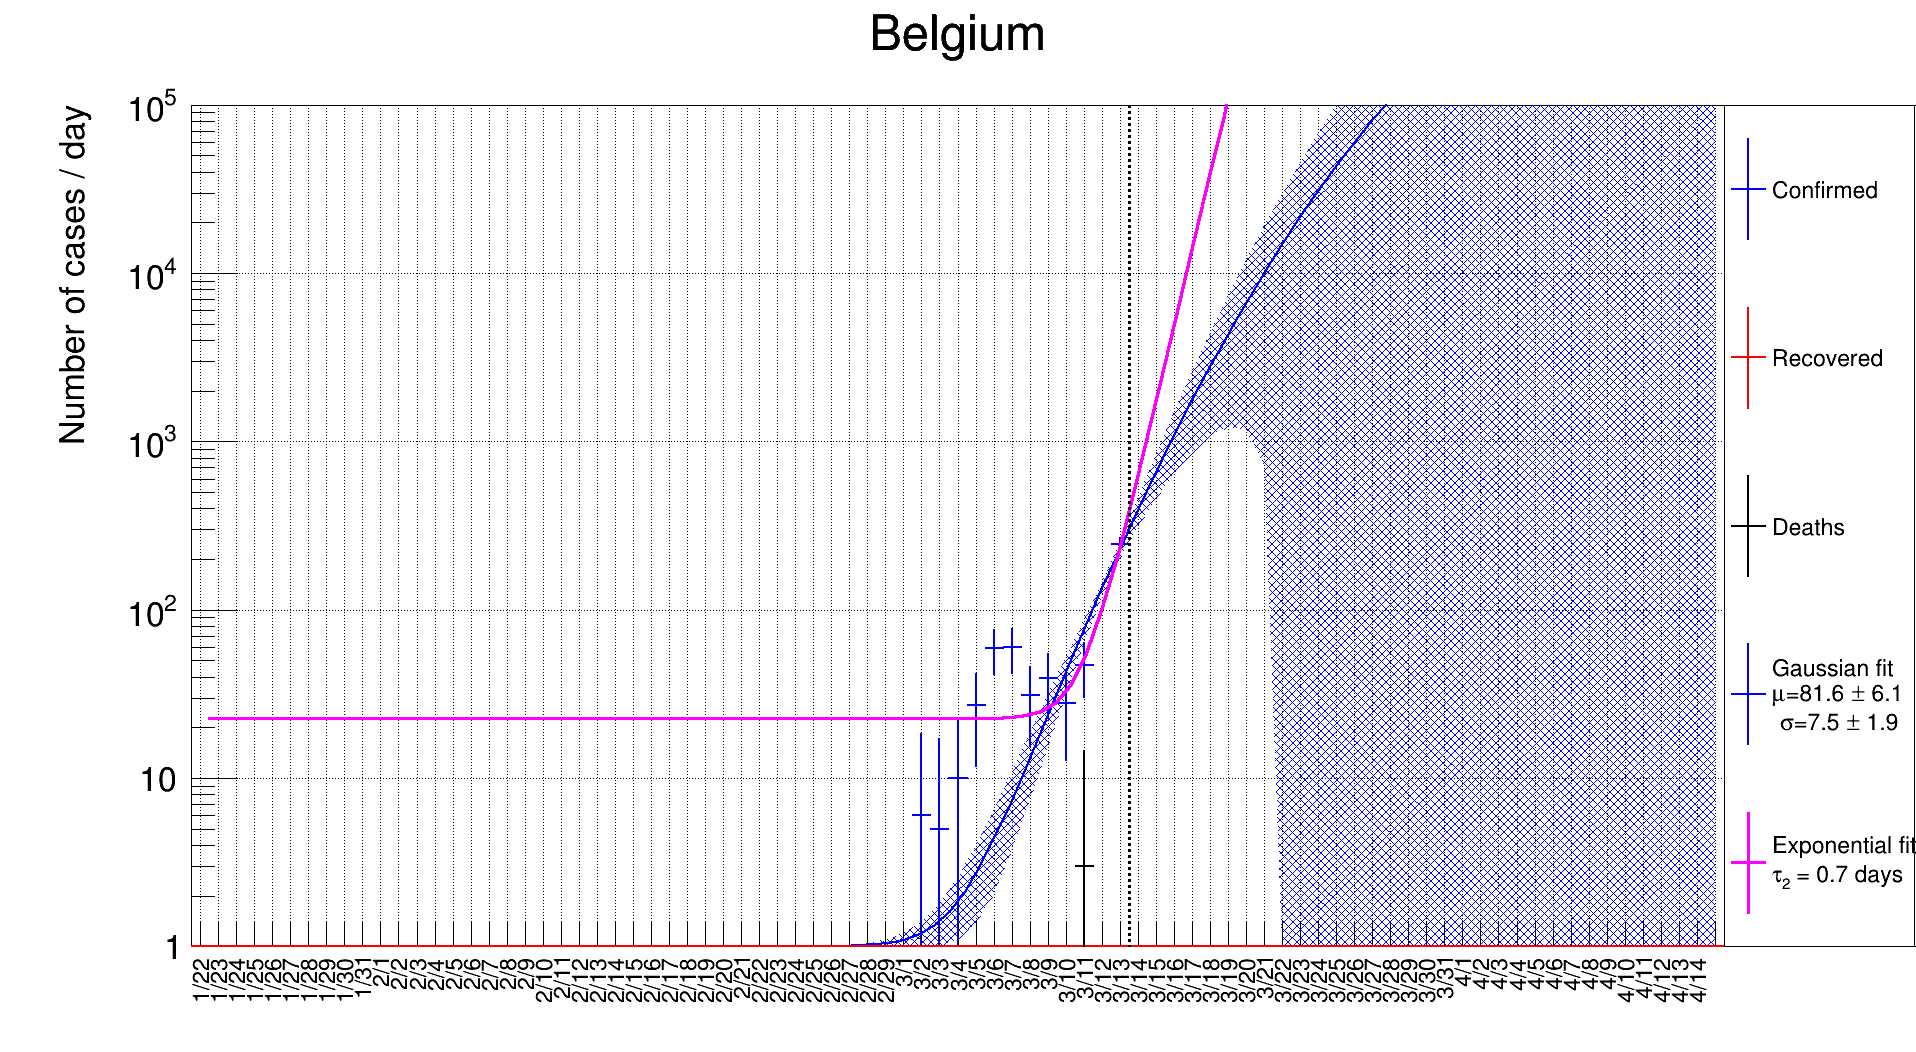 Belgium
Number of cases / day
10⁵
10⁴
10³
10²
10
1
1/22 1/23 1/24 1/25 1/26 1/27 1/28 1/29 1/30 1/31 2/1 2/2 2/3 2/4 2/5 2/6 2/7 2/8 2/9 2/10 2/11 2/12 2/13 2/14 2/15 2/16 2/17 2/18 2/19 2/20 2/21 2/22 2/23 2/24 2/25 2/26 2/27 2/28 2/29 3/1 3/2 3/3 3/4 3/5 3/6 3/7 3/8 3/9 3/10 3/11 3/12 3/13 3/14 3/15 3/16 3/17 3/18 3/19 3/20 3/21 3/22 3/23 3/24 3/25 3/26 3/27 3/28 3/29 3/30 3/31 4/1 4/2 4/3 4/4 4/5 4/6 4/7 4/8 4/9 4/10 4/11 4/12 4/13 4/14
Confirmed
Recovered
Deaths
Gaussian fit
μ=81.6 ± 6.1
σ=7.5 ± 1.9
Exponential fit
τ₂ = 0.7 days